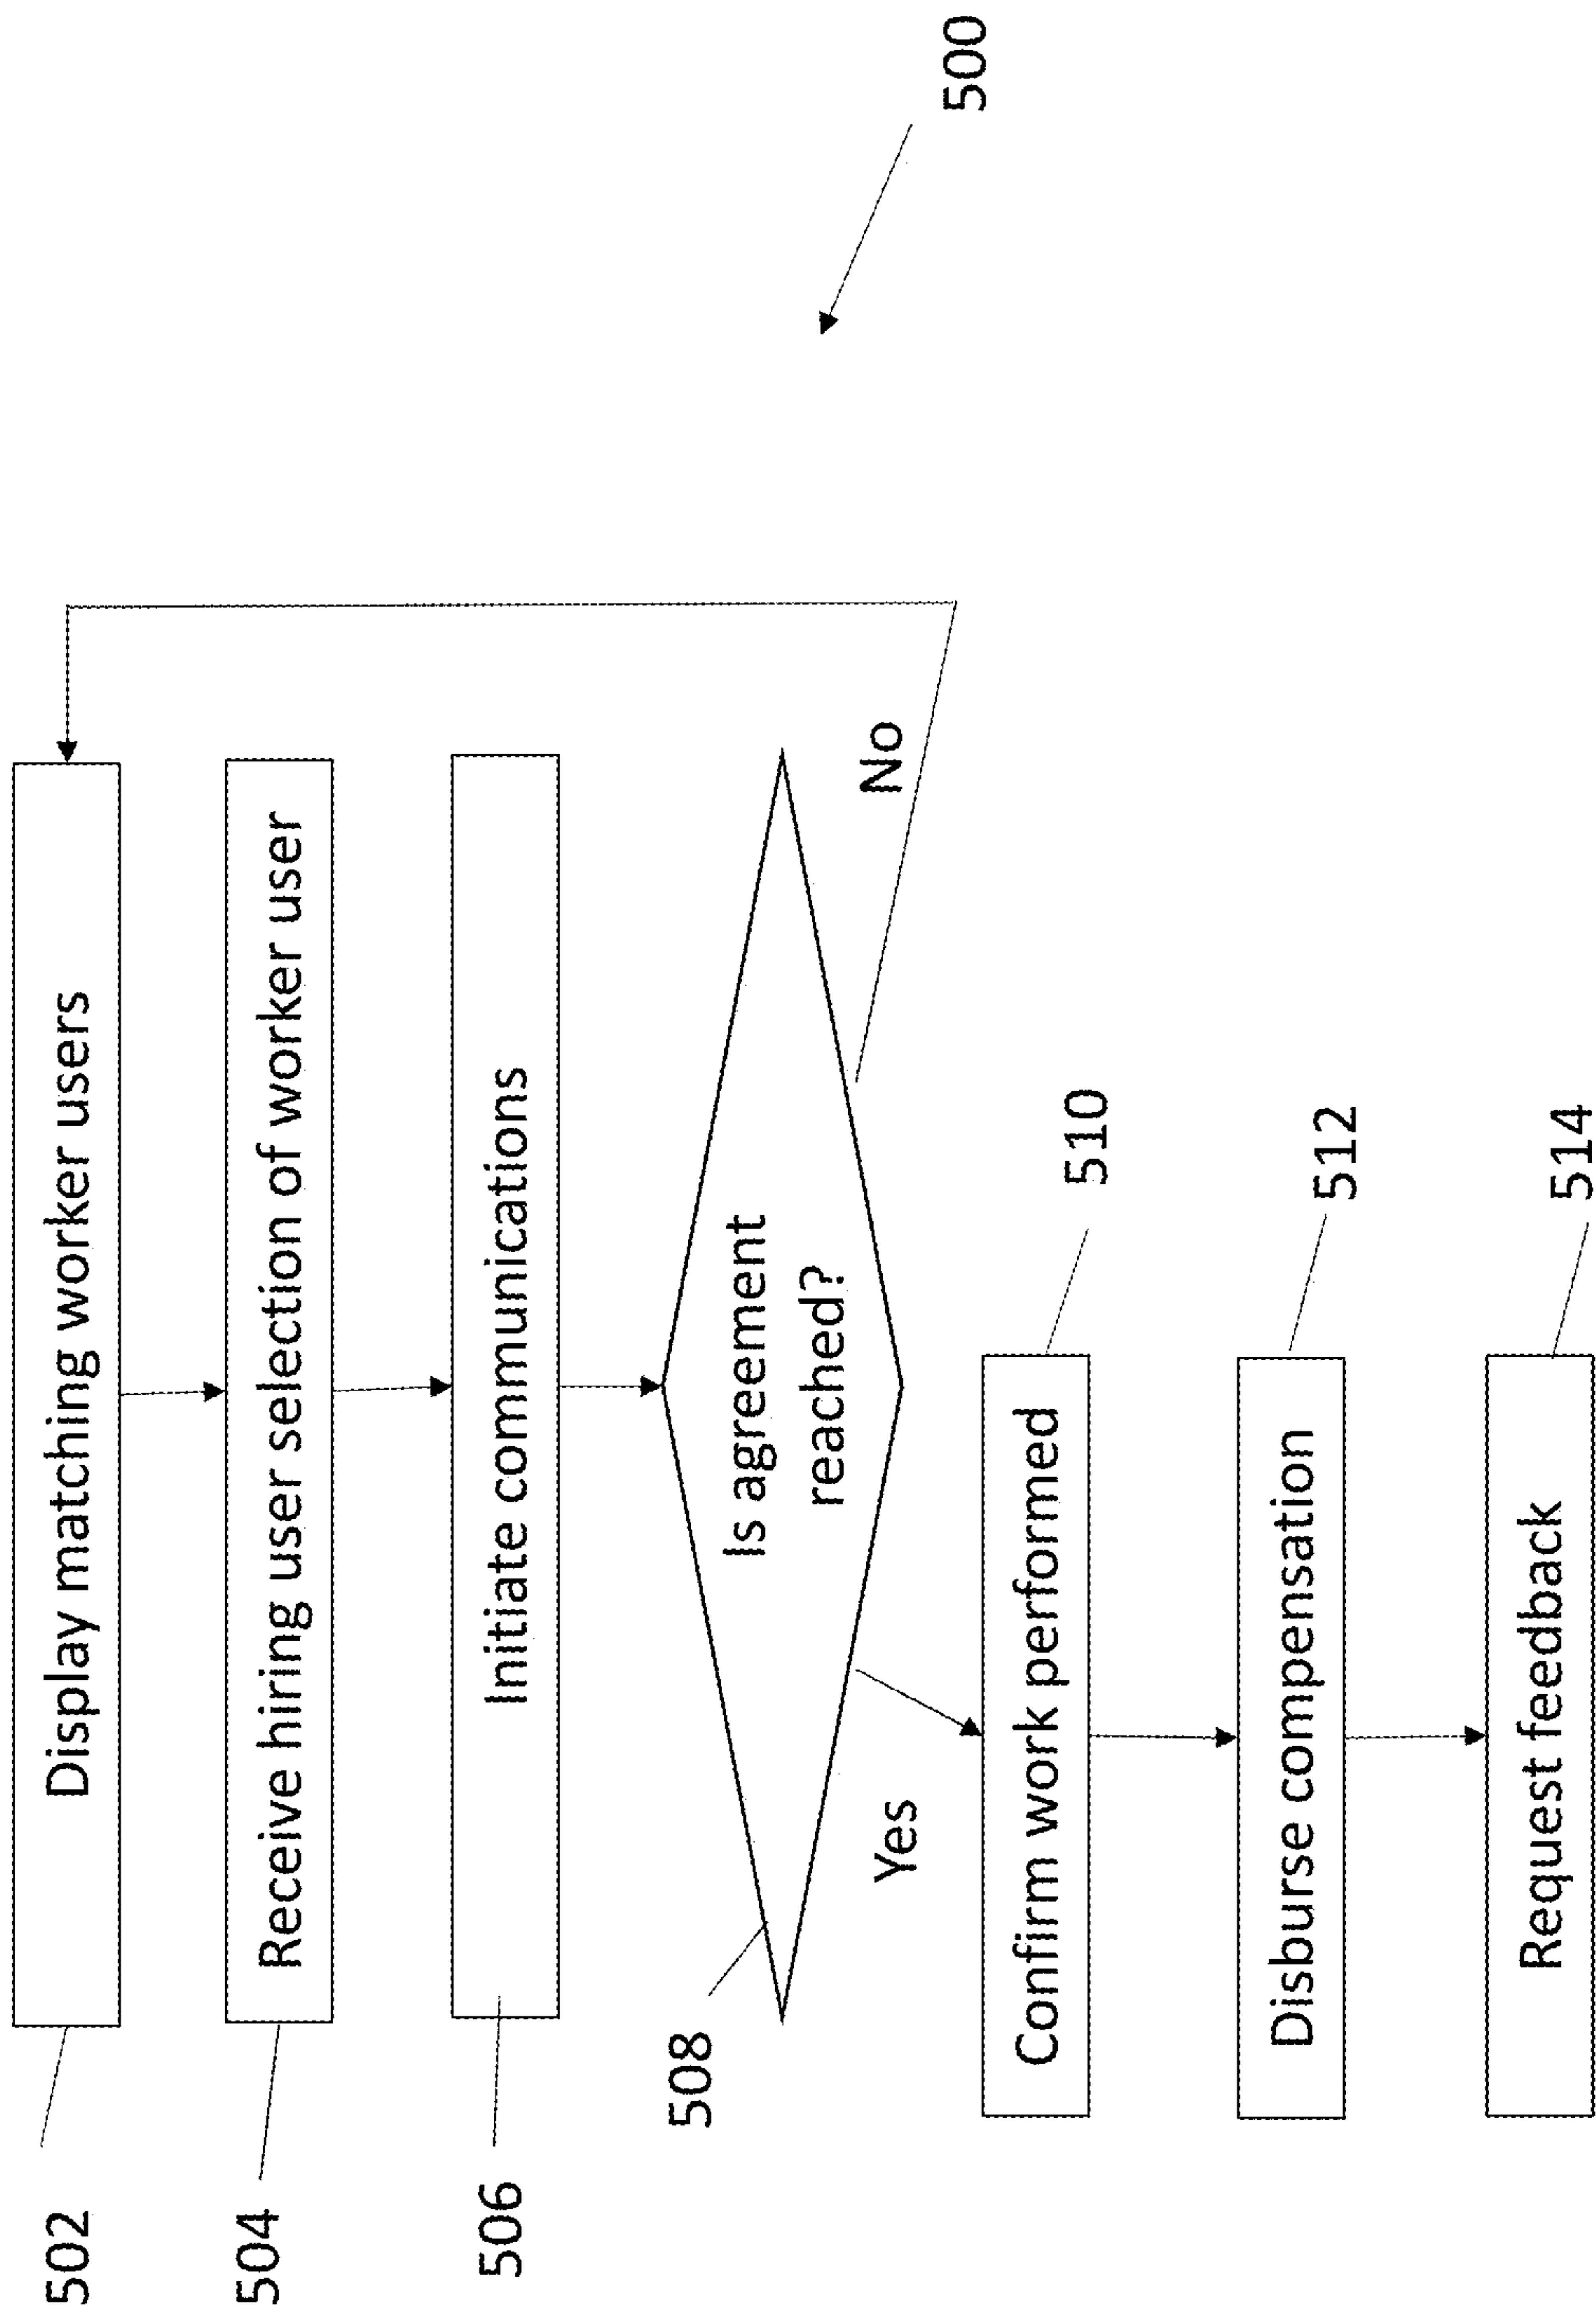 502
Display matching worker users
504
Receive hiring user selection of worker user
506
Initiate communications
508
Is agreement
reached?
Yes
No
Confirm work performed
510
Disburse compensation
512
Request feedback
514
500